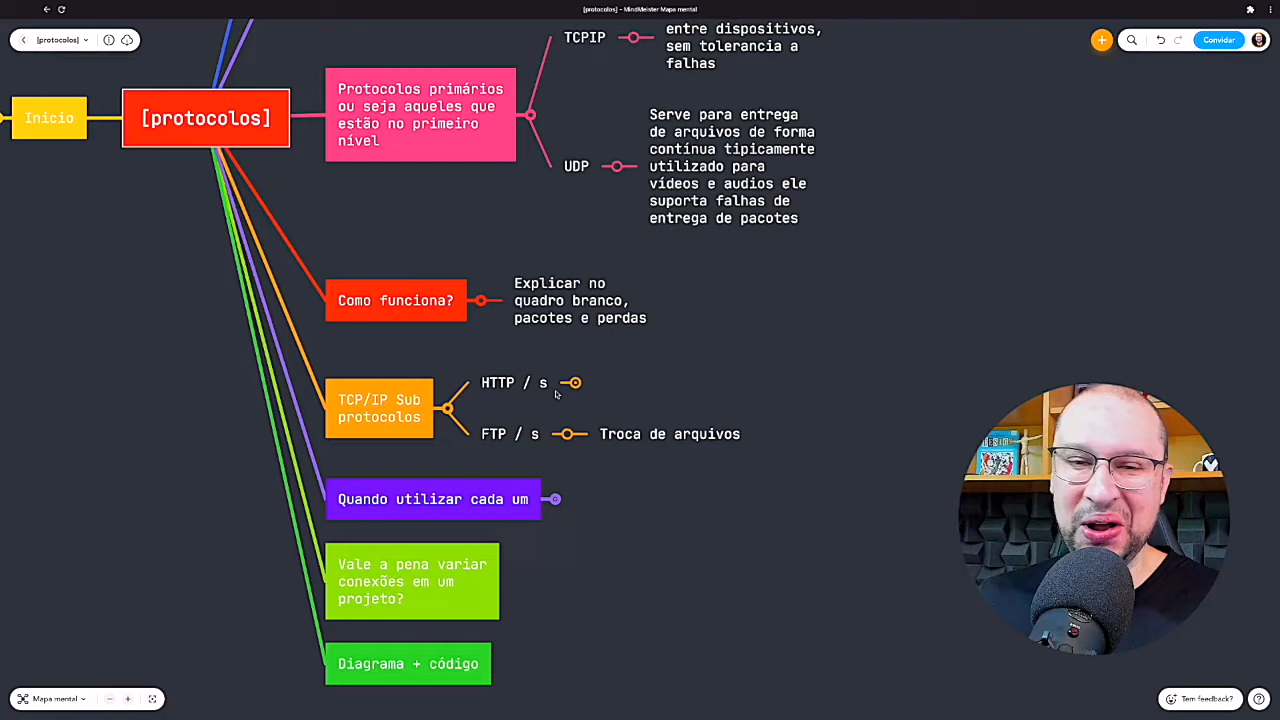 [protocolos] - MindMeister Mapa mental
[protocolos]
Convidar
Inicio
[protocolos]
Protocolos primários
ou seja aqueles que
estão no primeiro
nível
TCPIP
entre dispositivos,
sem tolerancia a
falhas
UDP
Serve para entrega
de arquivos de forma
continua tipicamente
utilizado para
vídeos e audios ele
suporta falhas de
entrega de pacotes
Como funciona?
Explicar no
quadro branco,
pacotes e perdas
TCP/IP Sub
protocolos
HTTP / s
FTP / s
Troca de arquivos
Quando utilizar cada um
Vale a pena variar
conexões em um
projeto?
Diagrama + código
Mapa mental
Tem feedback?